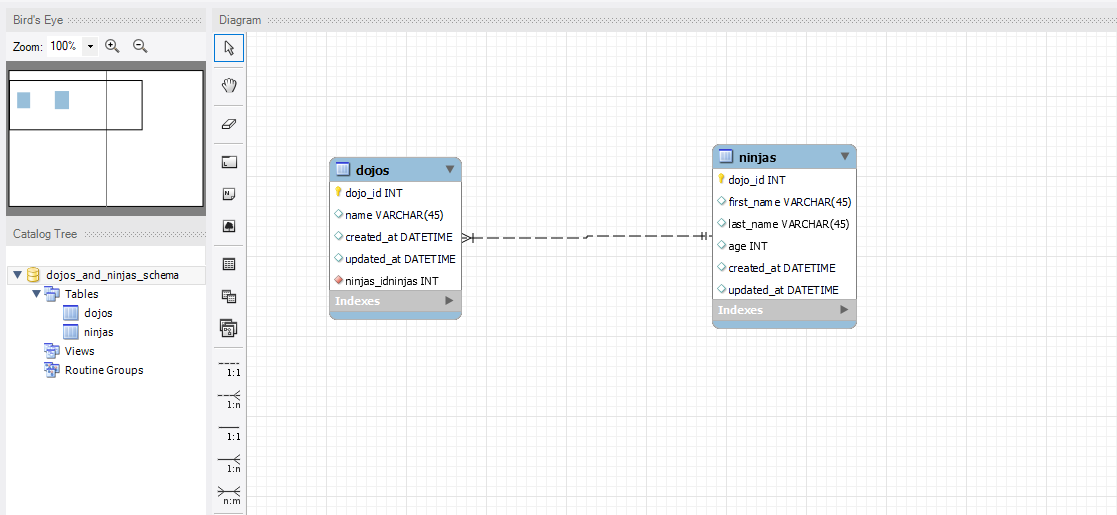 Bird's Eye
Zoom: 100%
Catalog Tree
dojos_and_ninjas_schema
Tables
dojos
ninjas
Views
Routine Groups
Diagram
1:1
1:n
1:1
1:n
n:m
dojos
dojo_id INT
name VARCHAR(45)
created_at DATETIME
updated_at DATETIME
ninjas_idninjas INT
Indexes
ninjas
dojo_id INT
first_name VARCHAR(45)
last_name VARCHAR(45)
age INT
created_at DATETIME
updated_at DATETIME
Indexes